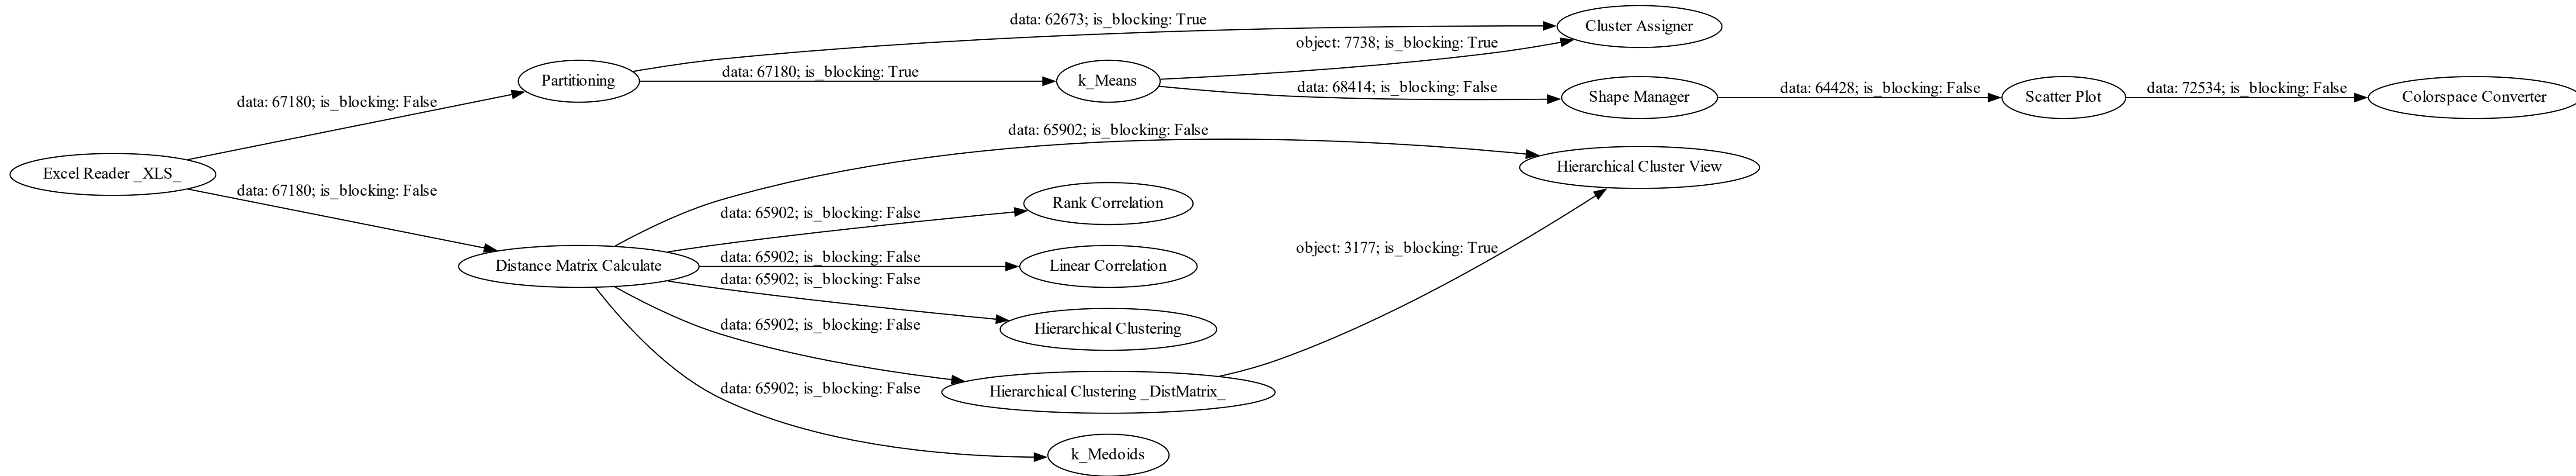 data: 62673; is_blocking: True
Cluster Assigner
object: 7738; is_blocking: True
Partitioning
data: 67180; is_blocking: True
k_Means
data: 68414; is_blocking: False
Shape Manager
data: 64428; is_blocking: False
Scatter Plot
data: 72534; is_blocking: False
Colorspace Converter
data: 67180; is_blocking: False
data: 65902; is_blocking: False
Excel Reader _XLS_
Hierarchical Cluster View
data: 67180; is_blocking: False
data: 65902; is_blocking: False
Rank Correlation
object: 3177; is_blocking: True
Distance Matrix Calculate
data: 65902; is_blocking: False
Linear Correlation
data: 65902; is_blocking: False
Hierarchical Clustering
data: 65902; is_blocking: False
Hierarchical Clustering _DistMatrix_
data: 65902; is_blocking: False
k_Medoids